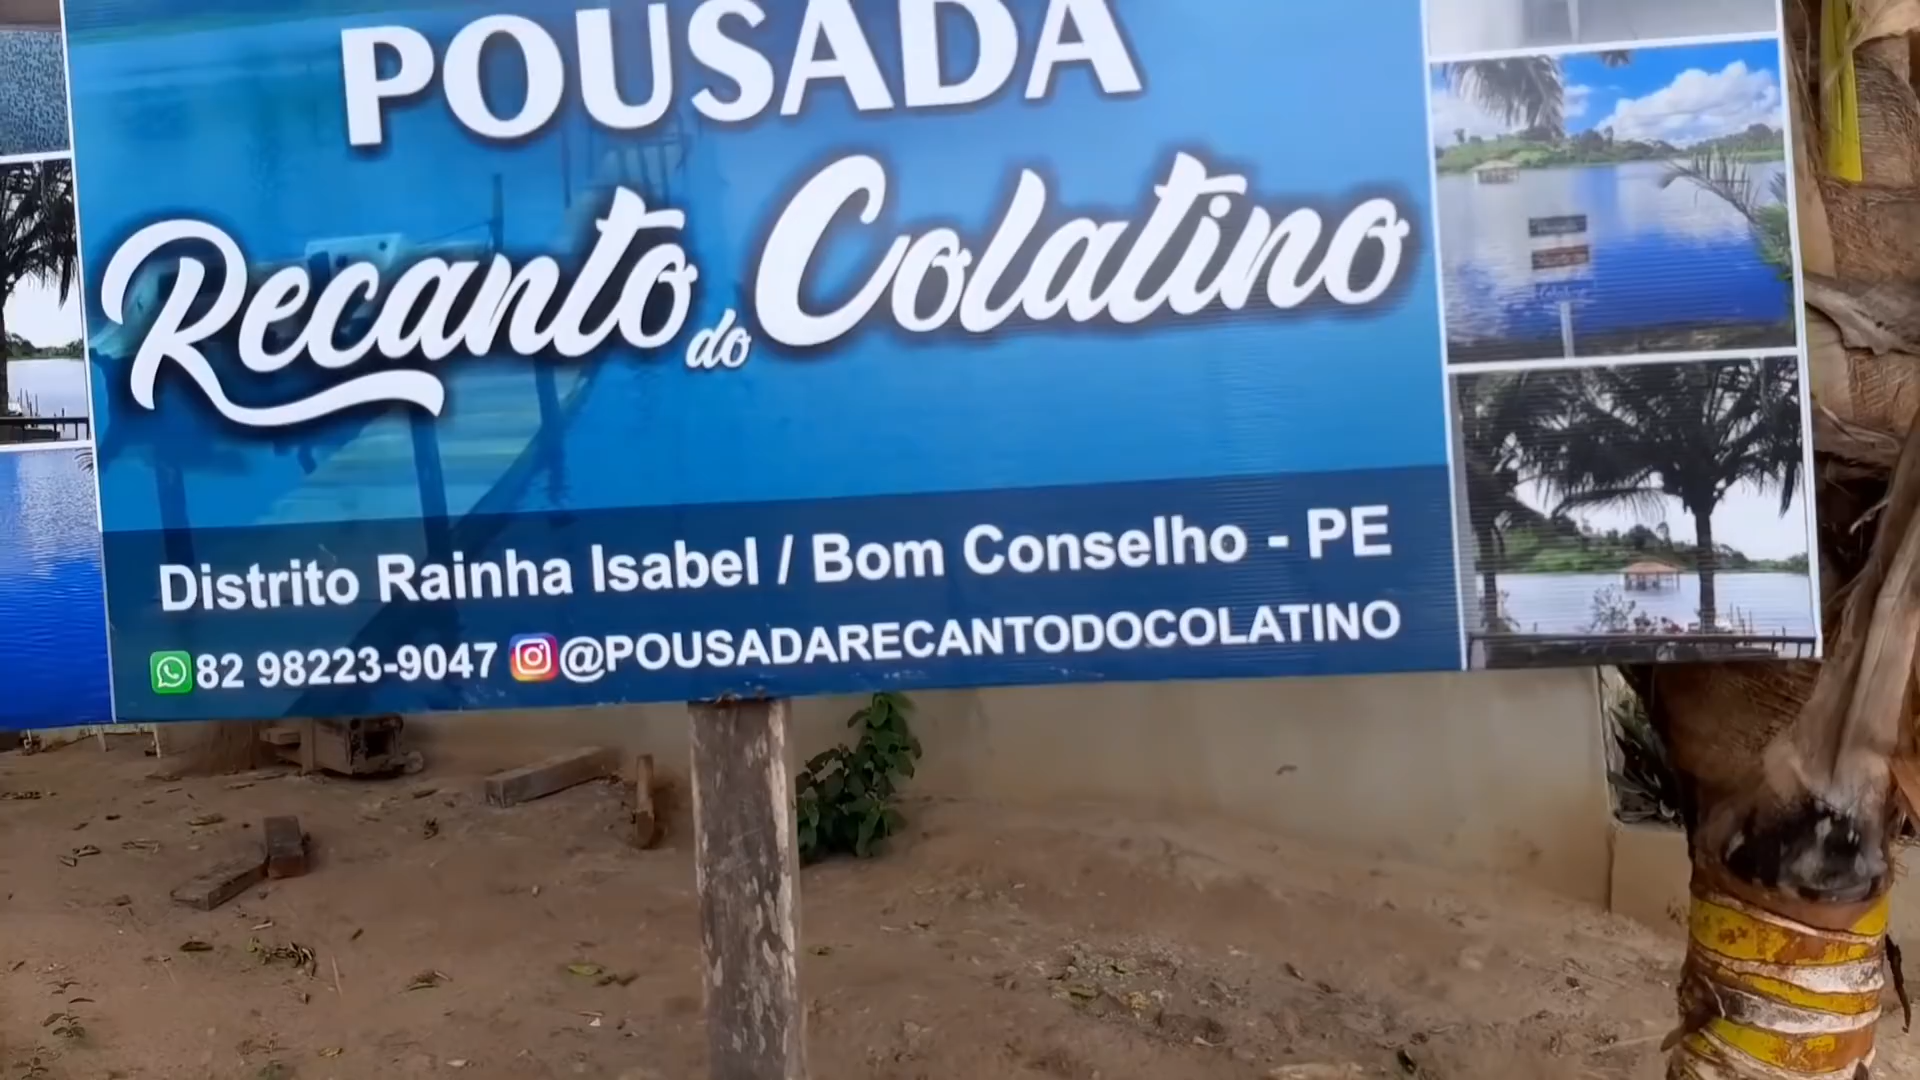 POUSADA
Recanto do Colatino
Distrito Rainha Isabel / Bom Conselho - PE
82 98223-9047 @POUSADARECANTODOCOLATINO